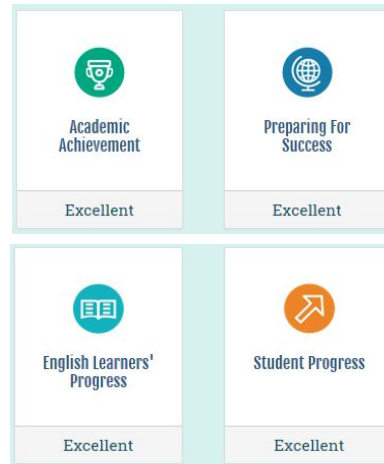 Academic
Achievement
Preparing For
Success
Excellent
Excellent
English Learners'
Progress
Student Progress
Excellent
Excellent